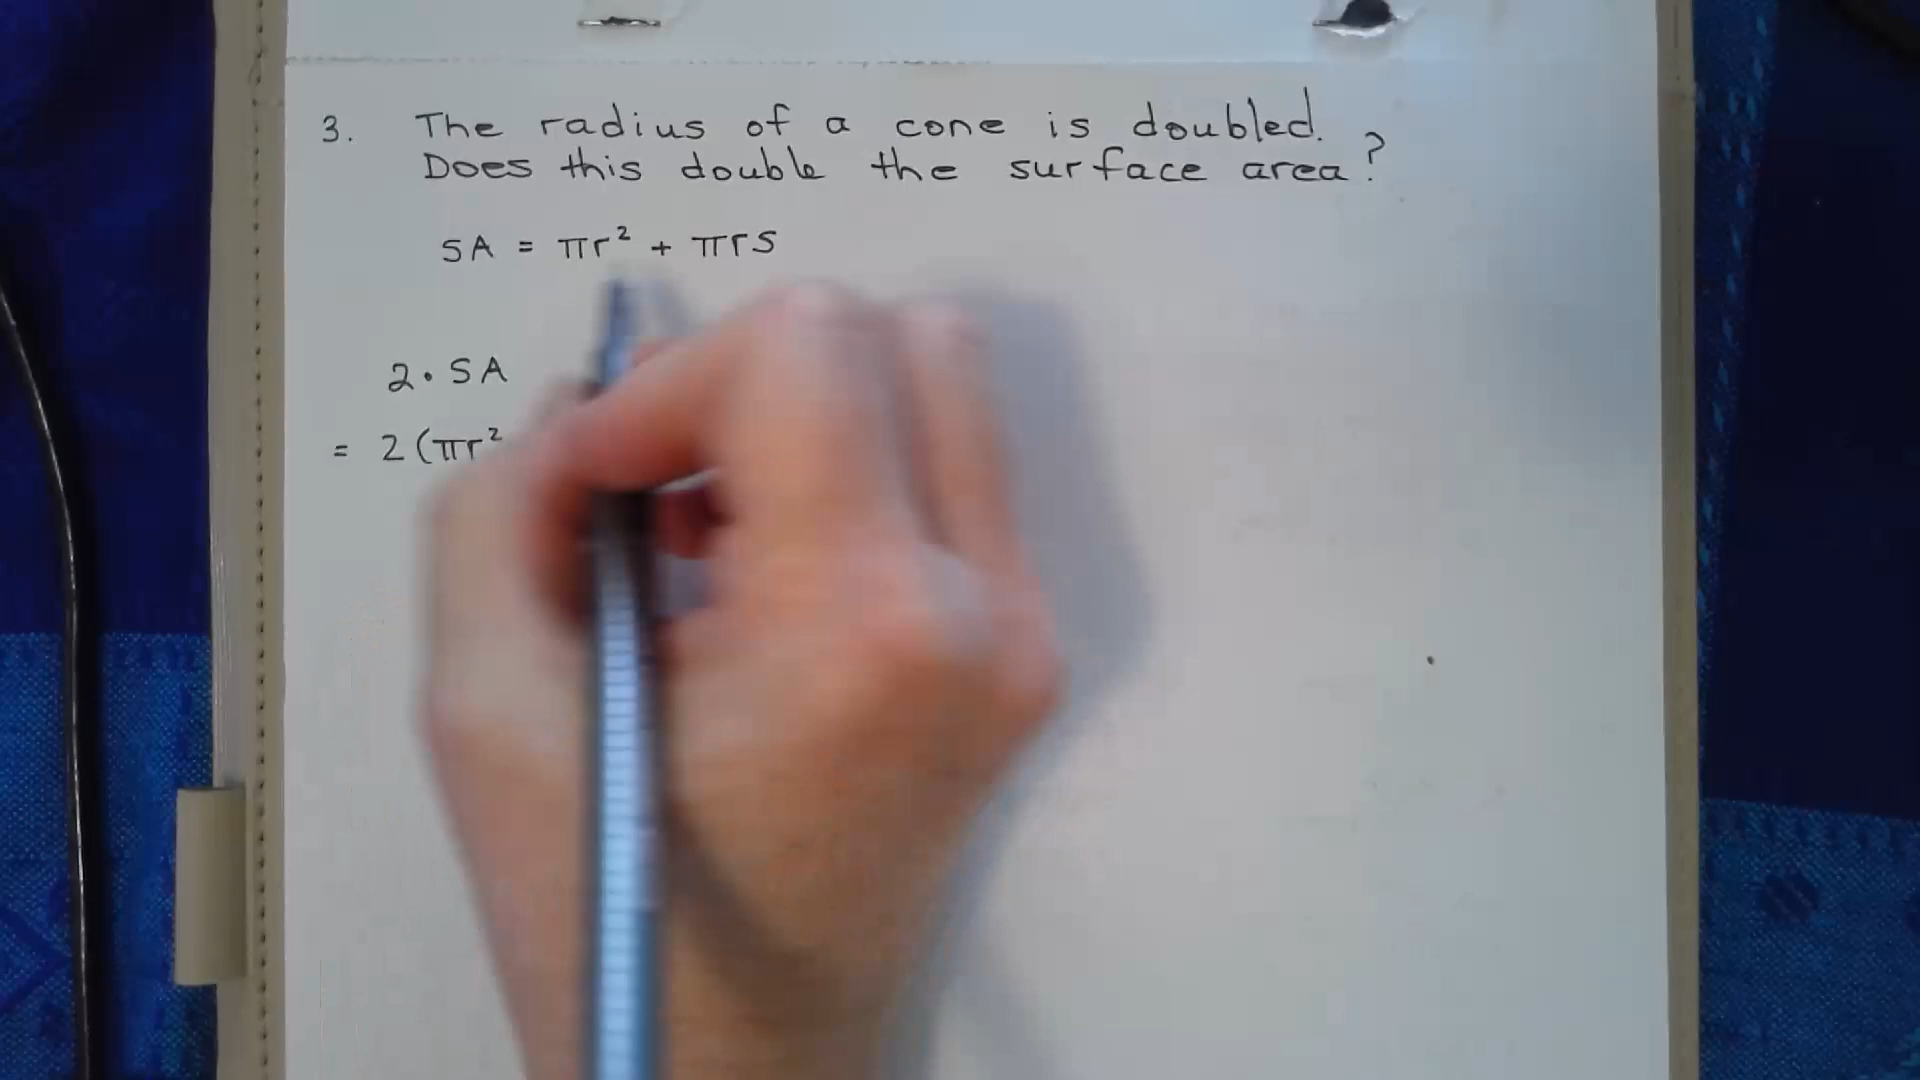 3. The radius of a cone is doubled.
Does this double the surface area?
SA = πr² + πrs
2 · SA
= 2(πr²